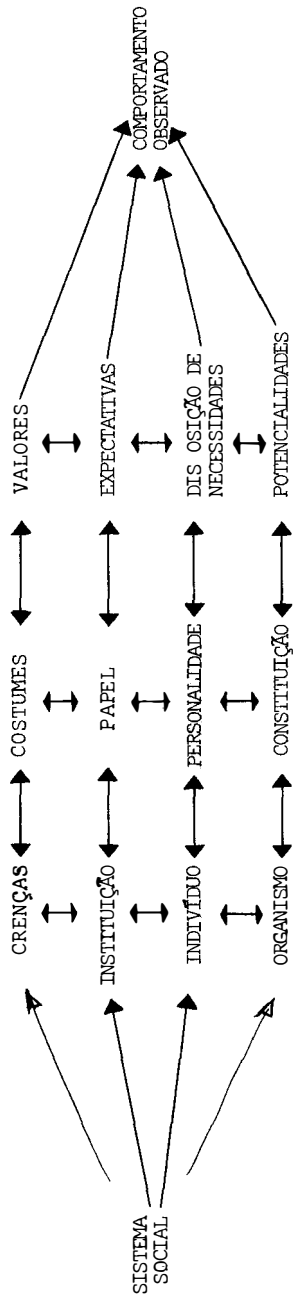 SISTEMA
SOCIAL
CRENÇAS
COSTUMES
VALORES
INSTITUIÇÃO
PAPEL
EXPECTATIVAS
INDIVÍDUO
PERSONALIDADE
DIS OSIÇÃO DE
NECESSIDADES
ORGANISMO
CONSTITUIÇÃO
POTENCIALIDADES
COMPORTAMENTO
OBSERVADO